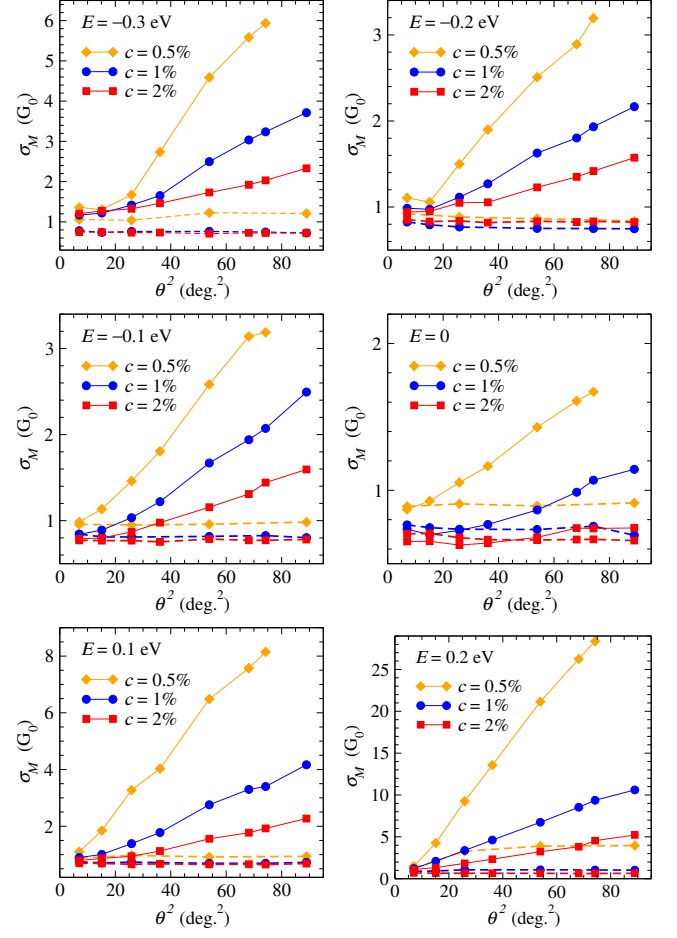 E = −0.3 eV
c = 0.5%
c = 1%
c = 2%
σM (G0)
1
2
3
4
5
6
0
20
40
60
80
θ2 (deg.2)
E = −0.2 eV
c = 0.5%
c = 1%
c = 2%
σM (G0)
1
2
3
0
20
40
60
80
θ2 (deg.2)
E = −0.1 eV
c = 0.5%
c = 1%
c = 2%
σM (G0)
1
2
3
0
20
40
60
80
θ2 (deg.2)
E = 0
c = 0.5%
c = 1%
c = 2%
σM (G0)
1
2
0
20
40
60
80
θ2 (deg.2)
E = 0.1 eV
c = 0.5%
c = 1%
c = 2%
σM (G0)
2
4
6
8
0
20
40
60
80
θ2 (deg.2)
E = 0.2 eV
c = 0.5%
c = 1%
c = 2%
σM (G0)
0
5
10
15
20
25
0
20
40
60
80
θ2 (deg.2)